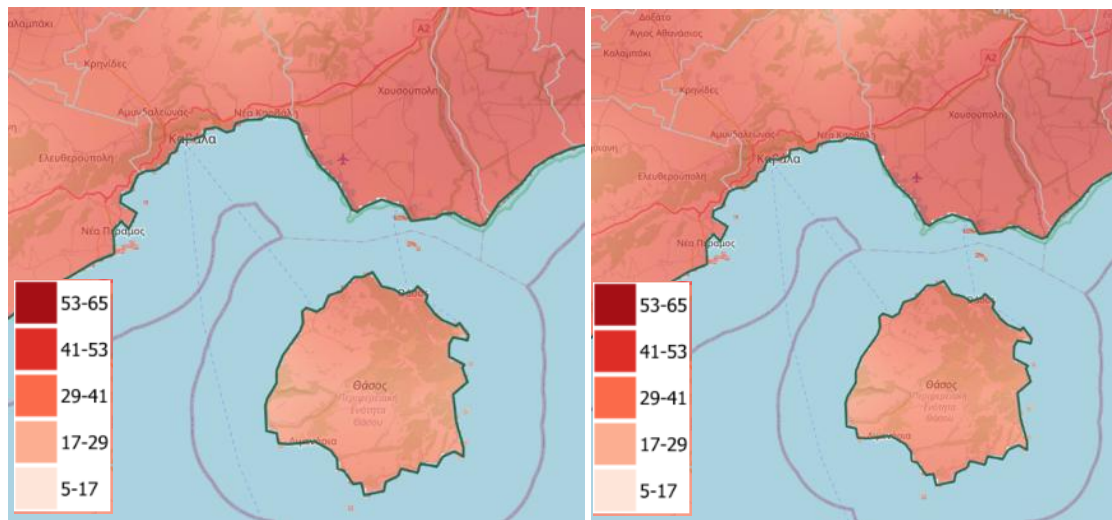 A2
Κρηνίδες
Χρυσούπολη
Αμυγδαλεώνας
Νέα Καρβάλη
Καβάλα
Ελευθερούπολη
Νέα Πέραμος
Θάσος
Περιφερειακή
Ενότητα
Θάσου
Λιμενάρια
53-65
41-53
29-41
17-29
5-17
Δοξάτο
Άγιος Αθανάσιος
Καλαμπάκι
A2
Κρηνίδες
Χρυσούπολη
Αμυγδαλεώνας
Νέα Καρβάλη
Καβάλα
Ελευθερούπολη
Νέα Πέραμος
Θάσος
Περιφερειακή
Ενότητα
Θάσου
53-65
41-53
29-41
17-29
5-17